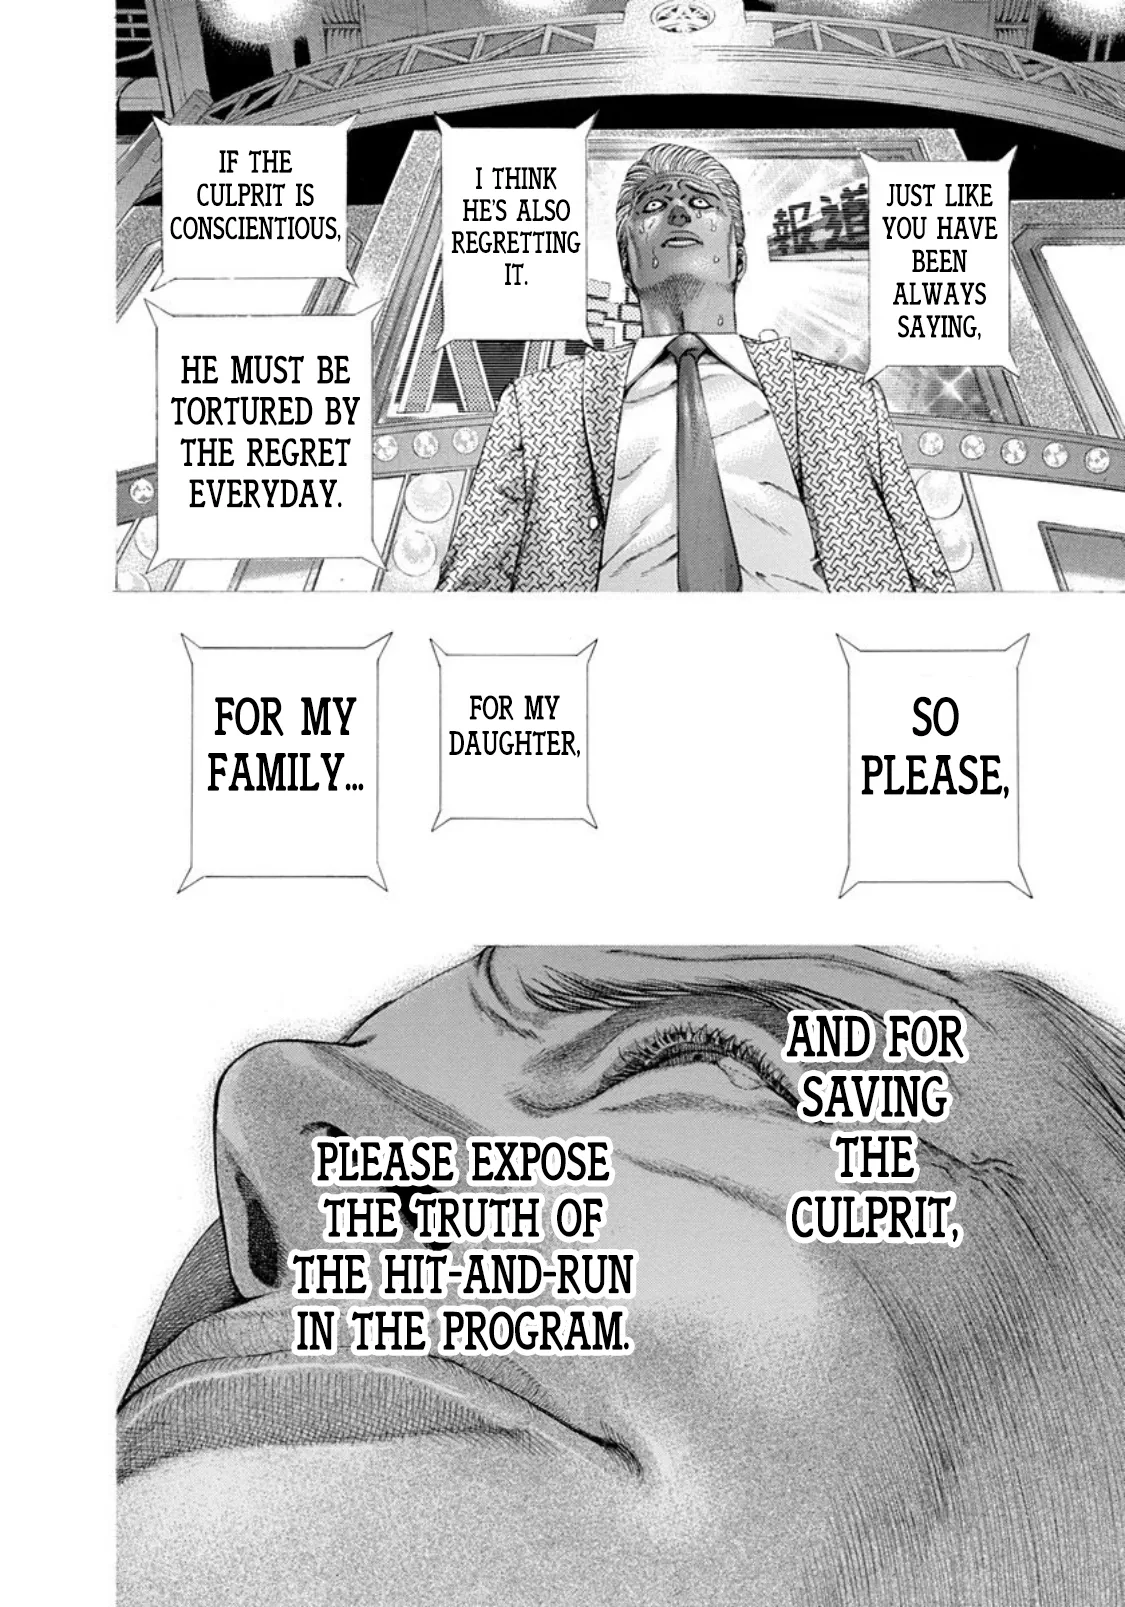 JUST LIKE
YOU HAVE
BEEN
ALWAYS
SAYING,
報道
I THINK
HE'S ALSO
REGRETTING
IT.
IF THE
CULPRIT IS
CONSCIENTIOUS,
HE MUST BE
TORTURED BY
THE REGRET
EVERYDAY.
SO
PLEASE,
FOR MY
DAUGHTER,
FOR MY
FAMILY...
AND FOR
SAVING
THE
CULPRIT,
PLEASE EXPOSE
THE TRUTH OF
THE HIT-AND-RUN
IN THE PROGRAM.